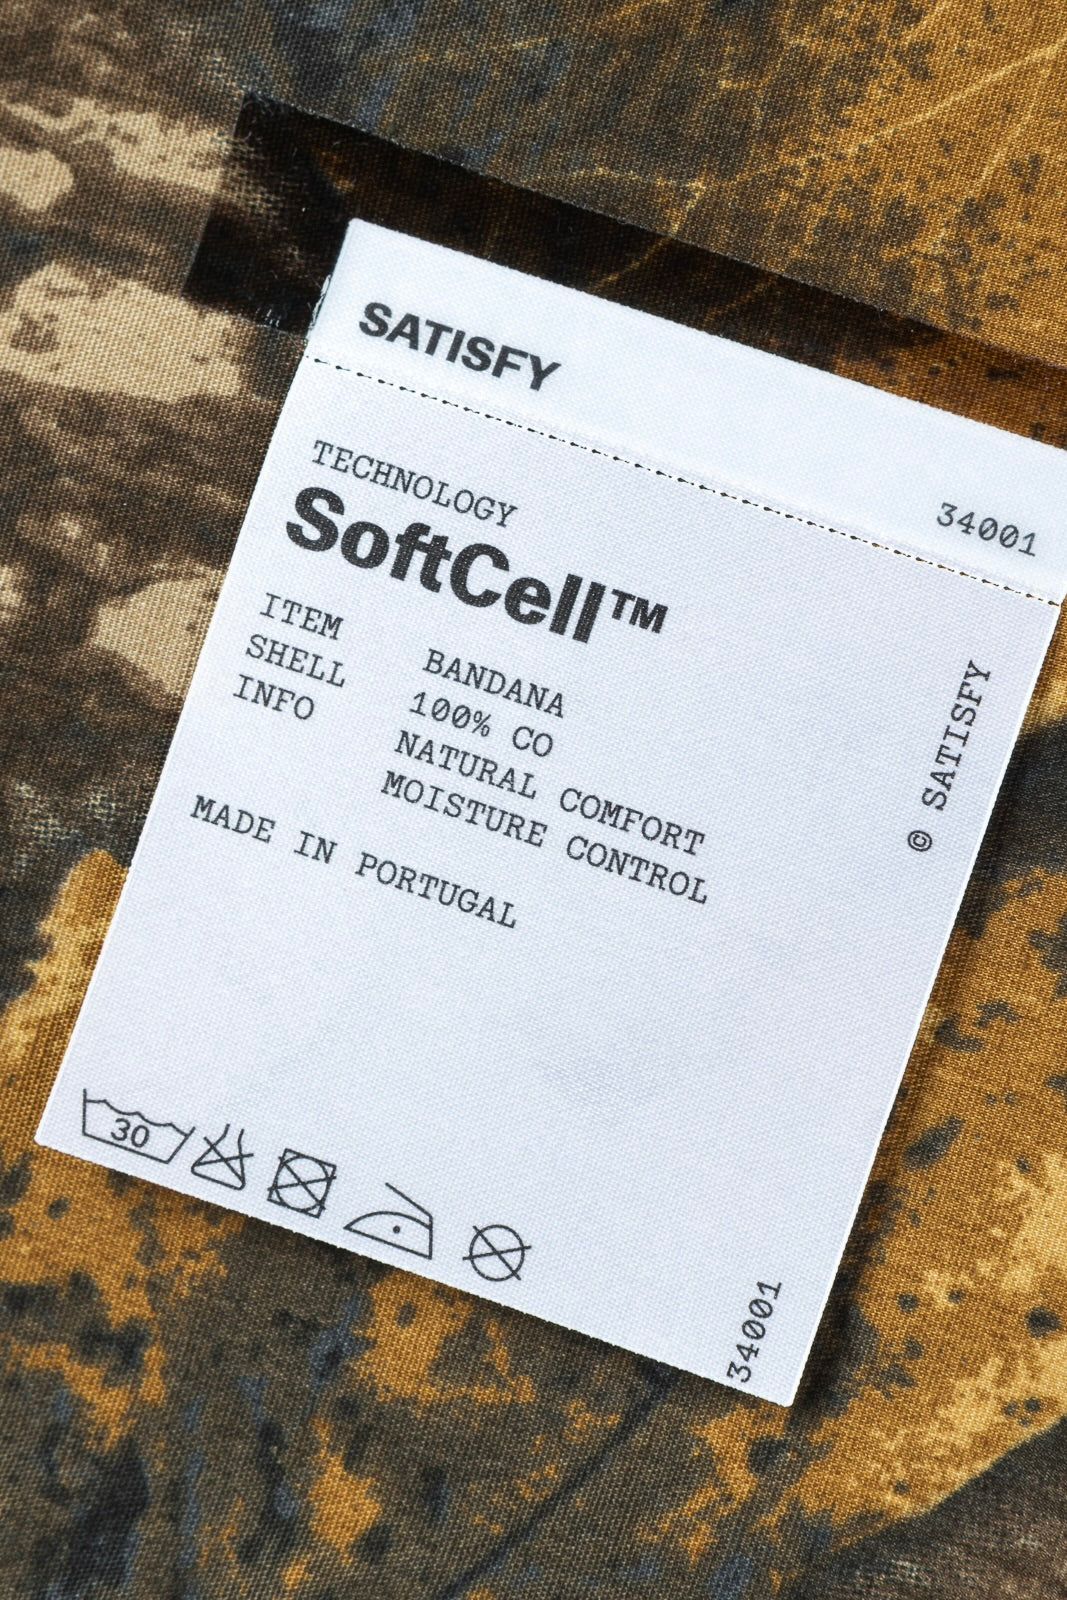 SATISFY
34001
TECHNOLOGY
SoftCell™
ITEM BANDANA
SHELL 100% CO
INFO NATURAL COMFORT
MOISTURE CONTROL
MADE IN PORTUGAL
© SATISFY
30
34001